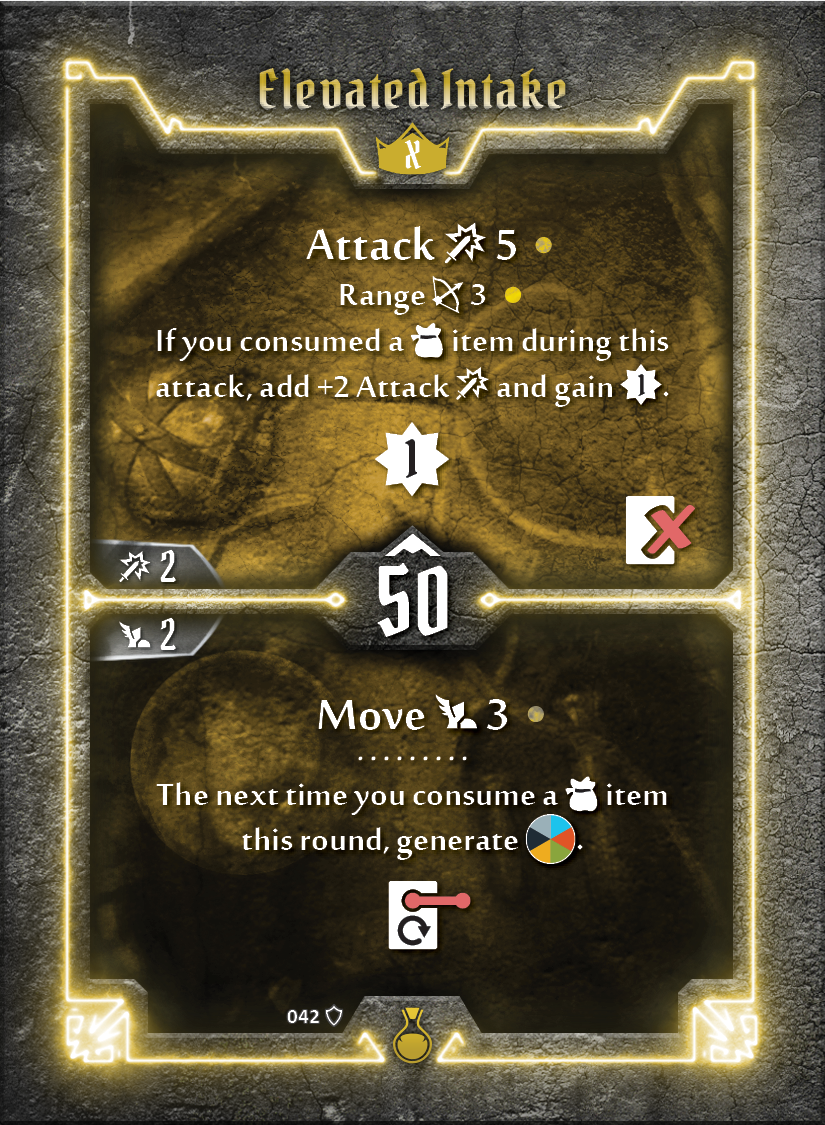 Elevated Intake
X
Attack 5
Range 3
If you consumed a item during this
attack, add +2 Attack and gain 1.
1
2
50
2
Move 3
.........
The next time you consume a item
this round, generate .
042